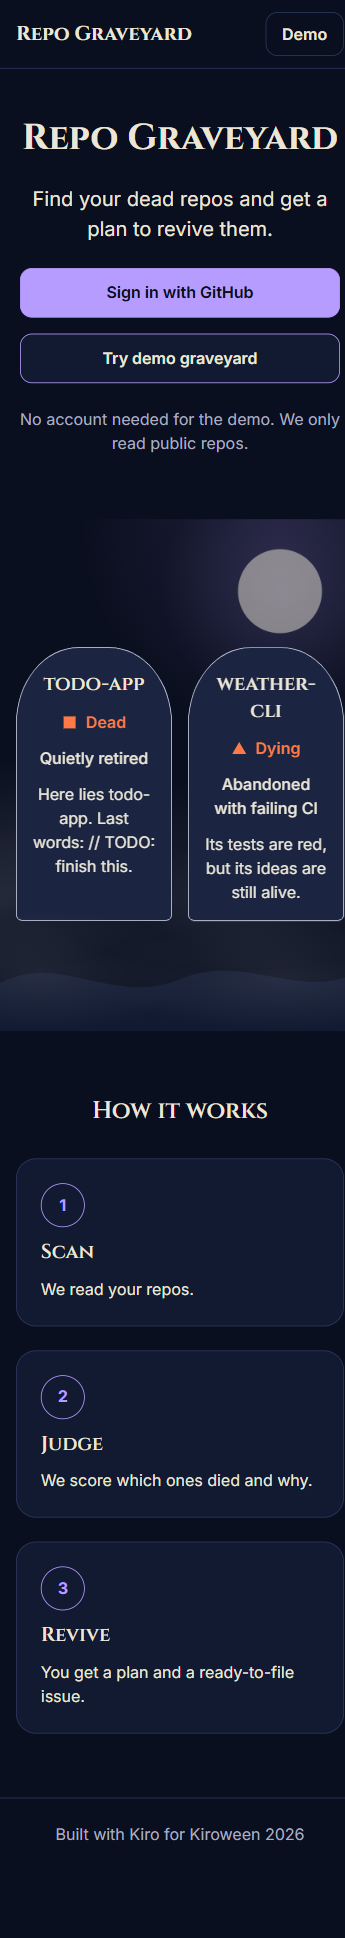 Repo Graveyard
Demo
Repo Graveyard
Find your dead repos and get a
plan to revive them.
Sign in with GitHub
Try demo graveyard
No account needed for the demo. We only
read public repos.
todo-app
Dead
Quietly retired
Here lies todo-
app. Last
words: // TODO:
finish this.
weather-
cli
Dying
Abandoned
with failing CI
Its tests are red,
but its ideas are
still alive.
How it works
1
Scan
We read your repos.
2
Judge
We score which ones died and why.
3
Revive
You get a plan and a ready-to-file
issue.
Built with Kiro for Kiroween 2026